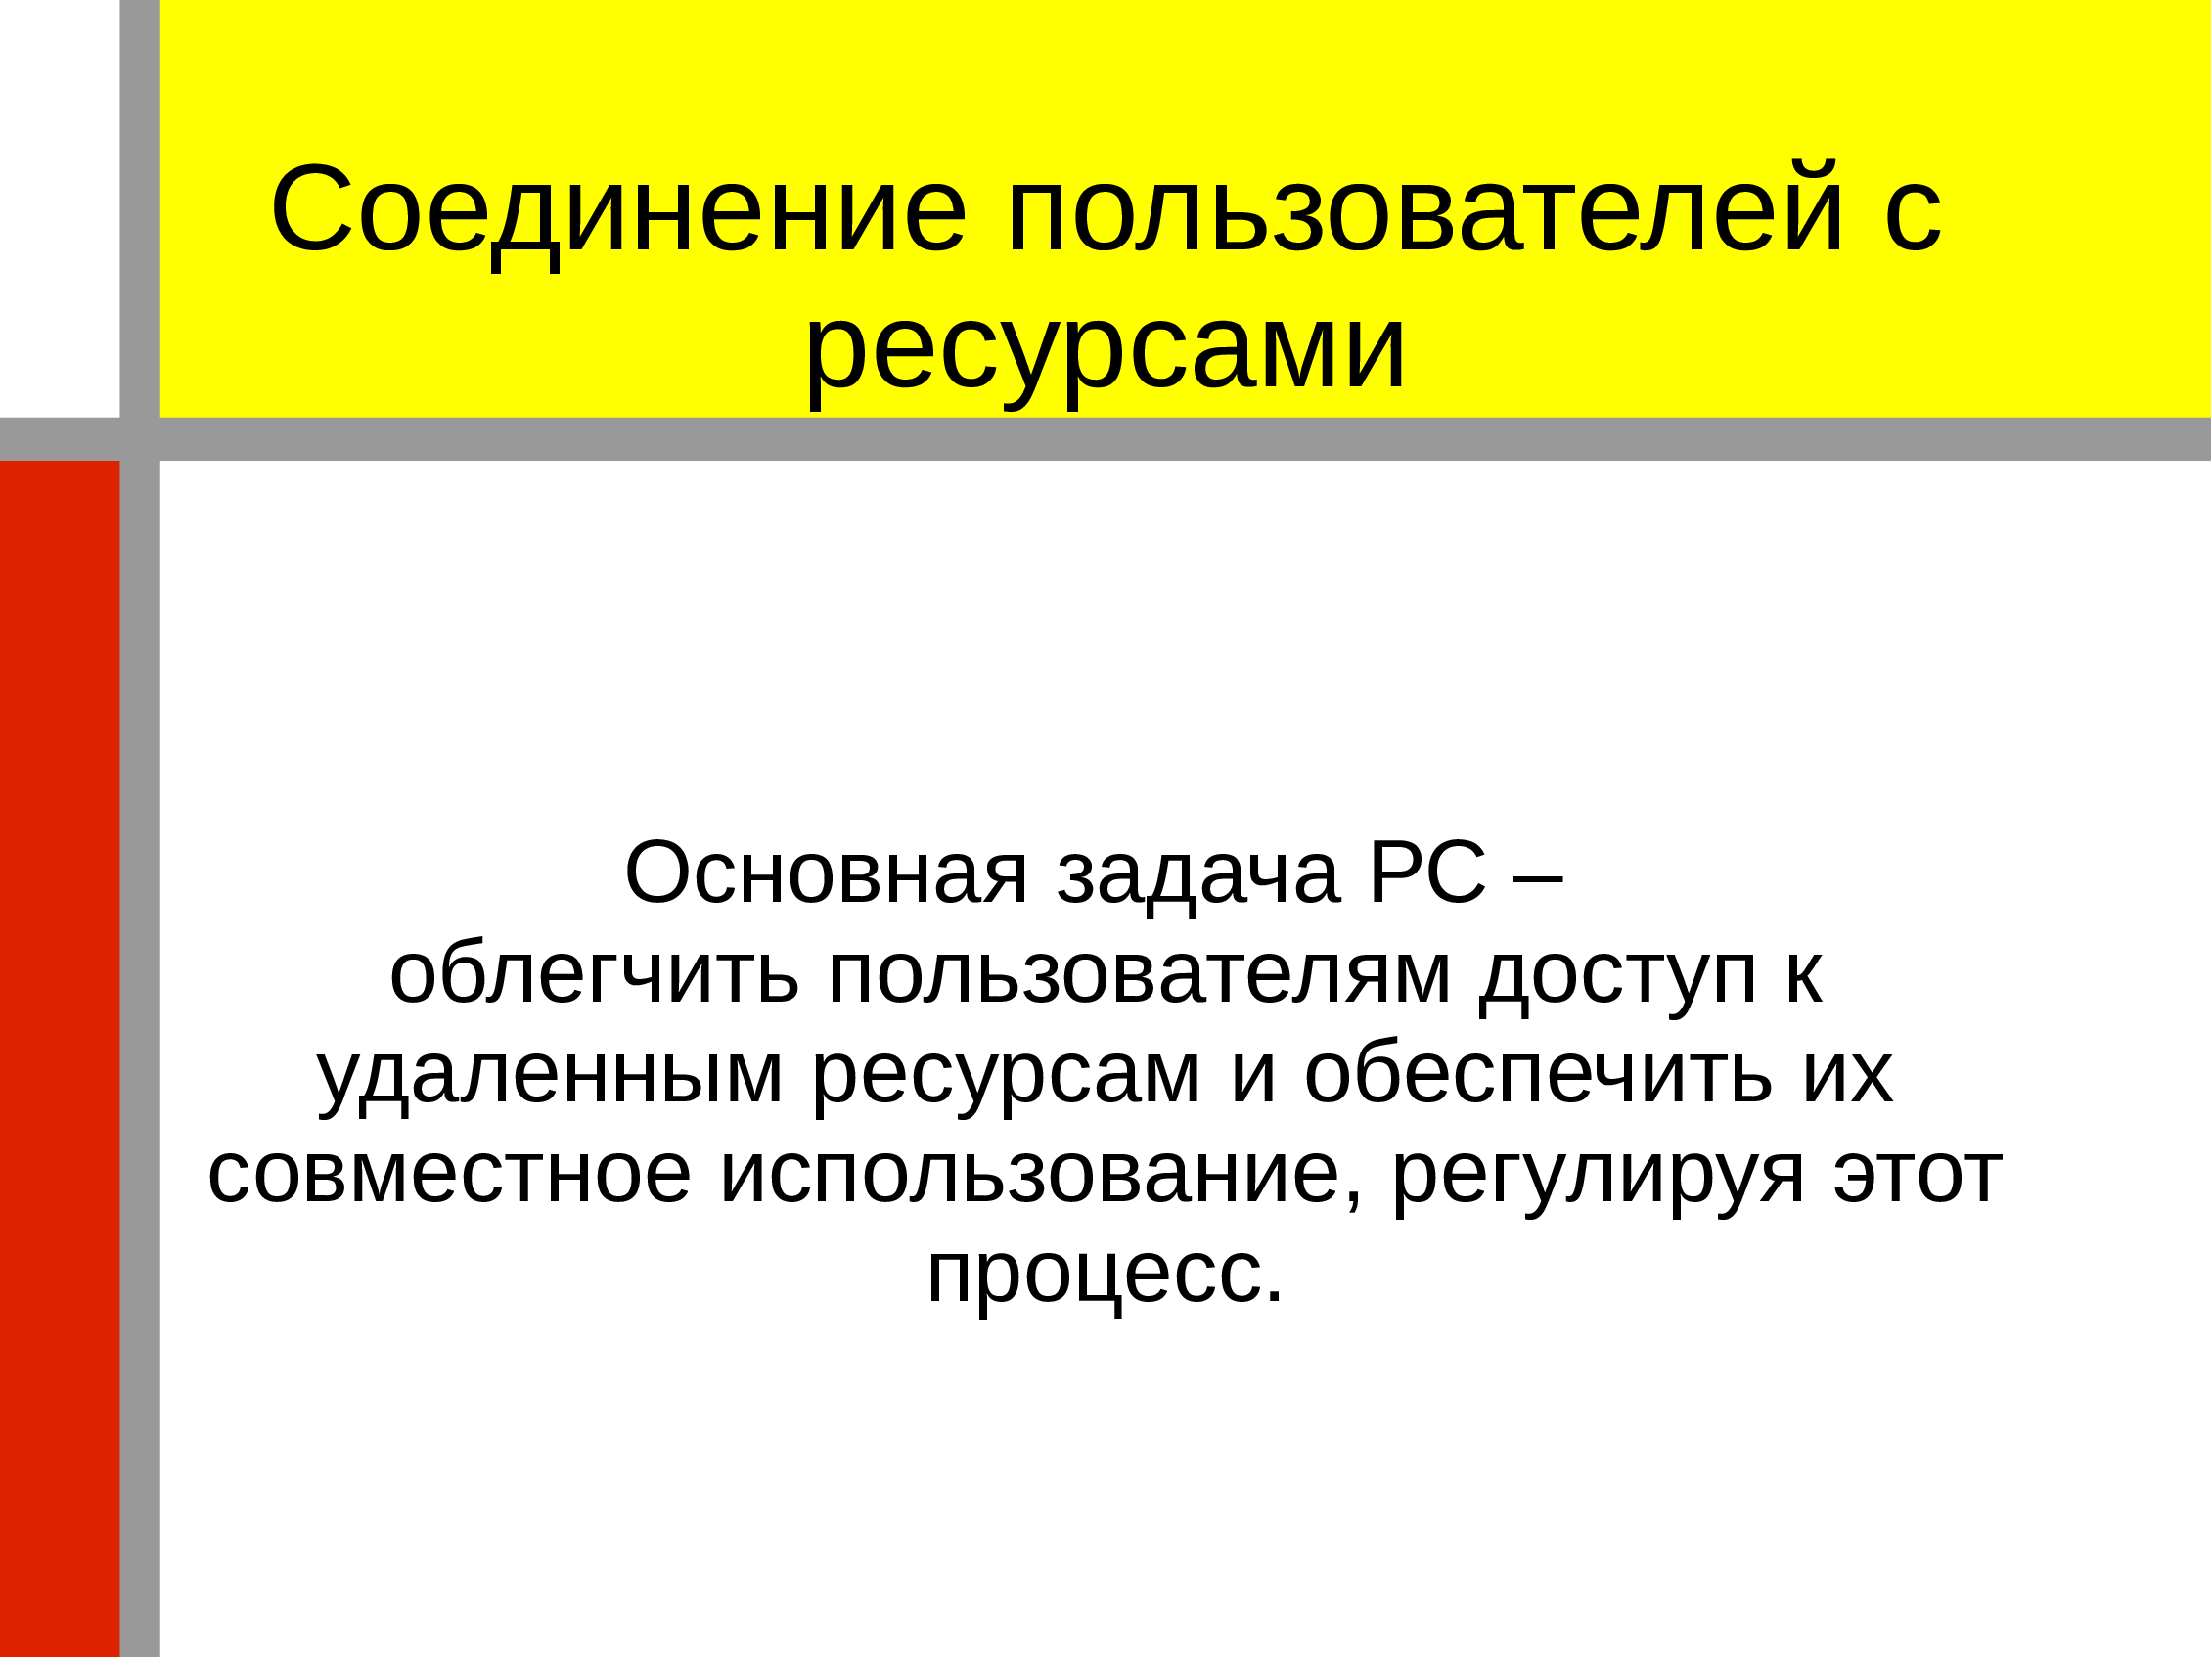 Соединение пользователей с
ресурсами
Основная задача РС –
облегчить пользователям доступ к
удаленным ресурсам и обеспечить их
совместное использование, регулируя этот
процесс.